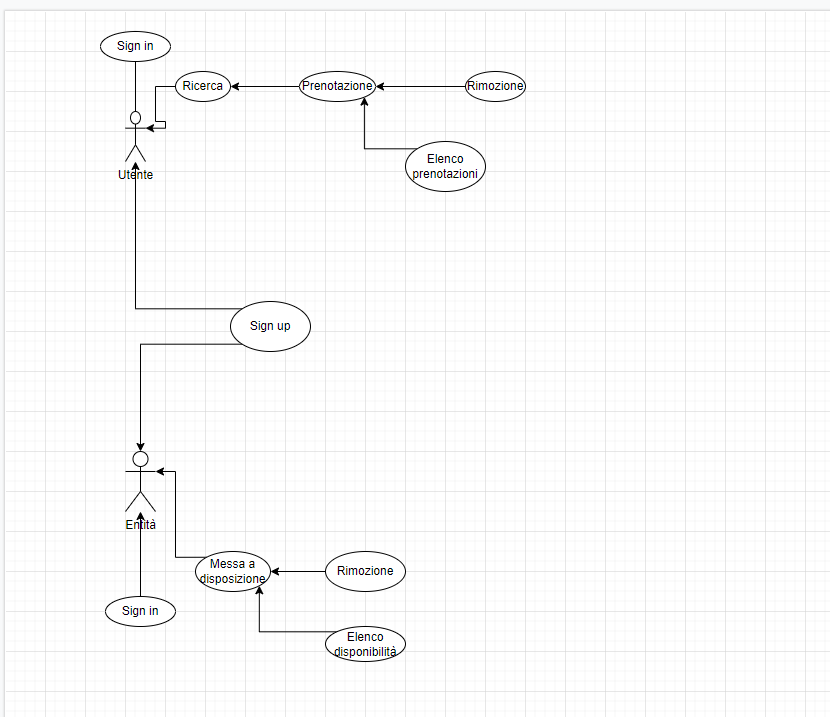 Sign in
Ricerca
Prenotazione
Rimozione
Elenco
prenotazioni
Utente
Sign up
Entità
Messa a
disposizione
Rimozione
Sign in
Elenco
disponibilità